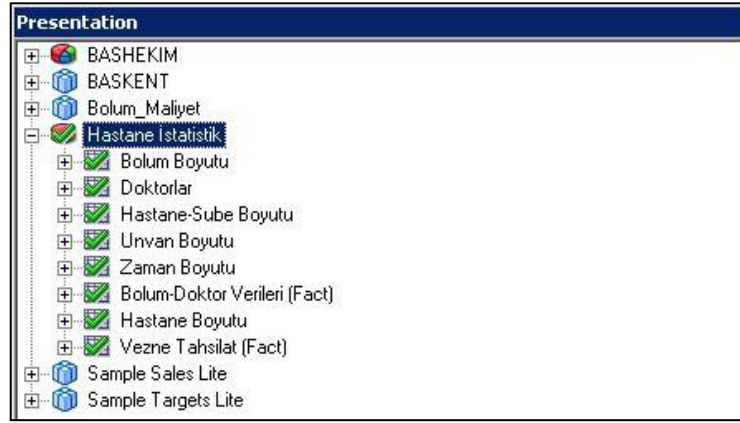 Presentation
BASHEKIM
BASKENT
Bolum_Maliyet
Hastane İstatistik
Bolum Boyutu
Doktorlar
Hastane-Sube Boyutu
Unvan Boyutu
Zaman Boyutu
Bolum-Doktor Verileri (Fact)
Hastane Boyutu
Vezne Tahsilat (Fact)
Sample Sales Lite
Sample Targets Lite